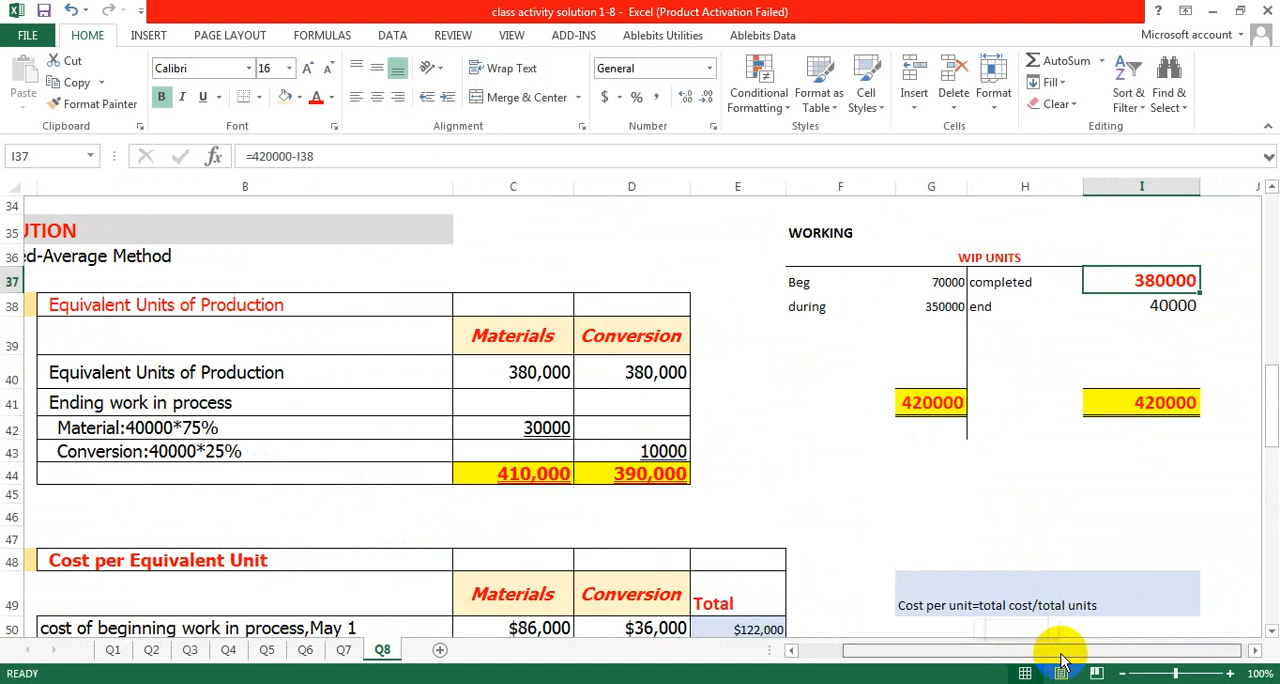 class activity solution 1-8 - Excel (Product Activation Failed)
FILE HOME INSERT PAGE LAYOUT FORMULAS DATA REVIEW VIEW ADD-INS Ablebits Utilities Ablebits Data Microsoft account
Paste Cut Copy Format Painter
Calibri 16
B I U
Wrap Text
Merge & Center
General
$ % ,
Conditional Formatting
Format as Table
Cell Styles
Insert Delete Format
AutoSum
Fill
Clear
Sort & Filter
Find & Select
Clipboard Font Alignment Number Styles Cells Editing
I37 fx =420000-I38
B C D E F G H I J
34
35 UTION WORKING
36 d-Average Method WIP UNITS
37 Beg 70000 completed 380000
38 Equivalent Units of Production during 350000 end 40000
39 Materials Conversion
40 Equivalent Units of Production 380,000 380,000
41 Ending work in process 420000 420000
42 Material:40000*75% 30000
43 Conversion:40000*25% 10000
44 410,000 390,000
45
46
47
48 Cost per Equivalent Unit
49 Materials Conversion Total Cost per unit=total cost/total units
50 cost of beginning work in process,May 1 $86,000 $36,000 $122,000
Q1 Q2 Q3 Q4 Q5 Q6 Q7 Q8
READY 100%